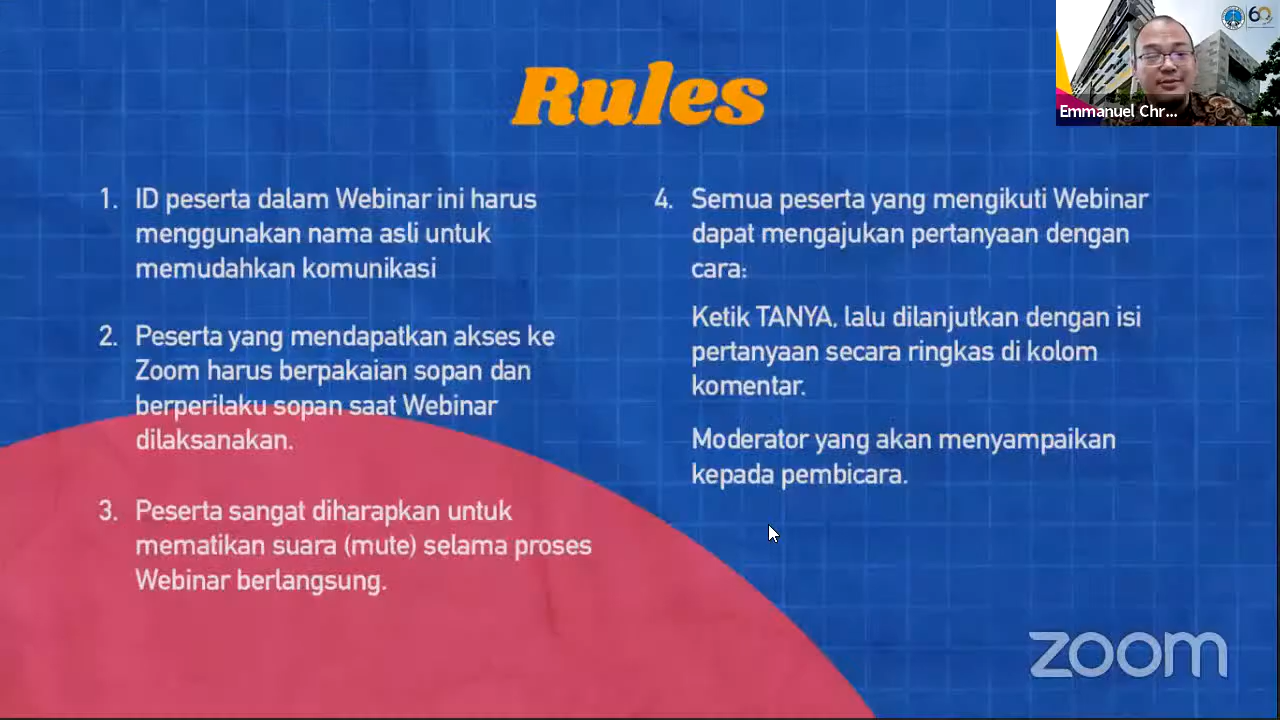 Rules
1. ID peserta dalam Webinar ini harus
menggunakan nama asli untuk
memudahkan komunikasi
2. Peserta yang mendapatkan akses ke
Zoom harus berpakaian sopan dan
berperilaku sopan saat Webinar
dilaksanakan.
3. Peserta sangat diharapkan untuk
mematikan suara (mute) selama proses
Webinar berlangsung.
4. Semua peserta yang mengikuti Webinar
dapat mengajukan pertanyaan dengan
cara:
Ketik TANYA, lalu dilanjutkan dengan isi
pertanyaan secara ringkas di kolom
komentar.
Moderator yang akan menyampaikan
kepada pembicara.
60
Emmanuel Chr...
zoom